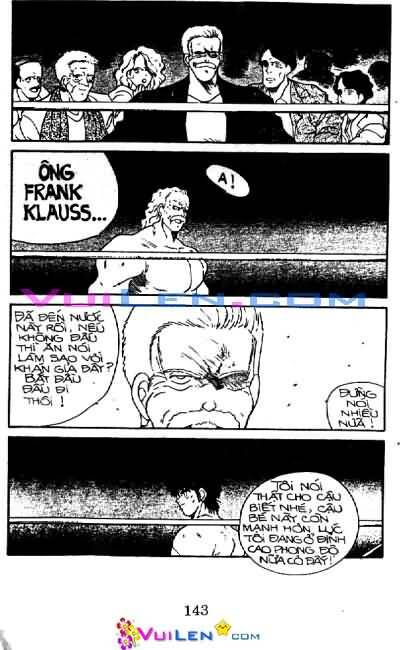 ÔNG
FRANK
KLAUSS...
A!
VuiLen.com
ĐÃ ĐẾN NƯỚC
NÀY RỒI, NẾU
KHÔNG ĐẤU
THÌ ĂN NÓI
LÀM SAO VỚI
KHÁN GIẢ ĐÂY?
BẮT ĐẦU
ĐẤU ĐI
THÔI!
ĐỪNG
NÓI
NHIỀU
NỮA!
TÔI NÓI
THẬT CHO CẬU
BIẾT NHÉ, CẬU
BÉ NÀY CÒN
MẠNH HƠN LÚC
TÔI ĐANG Ở ĐỈNH
CAO PHONG ĐỘ
NỮA CƠ ĐẤY!
143
VuiLen.com